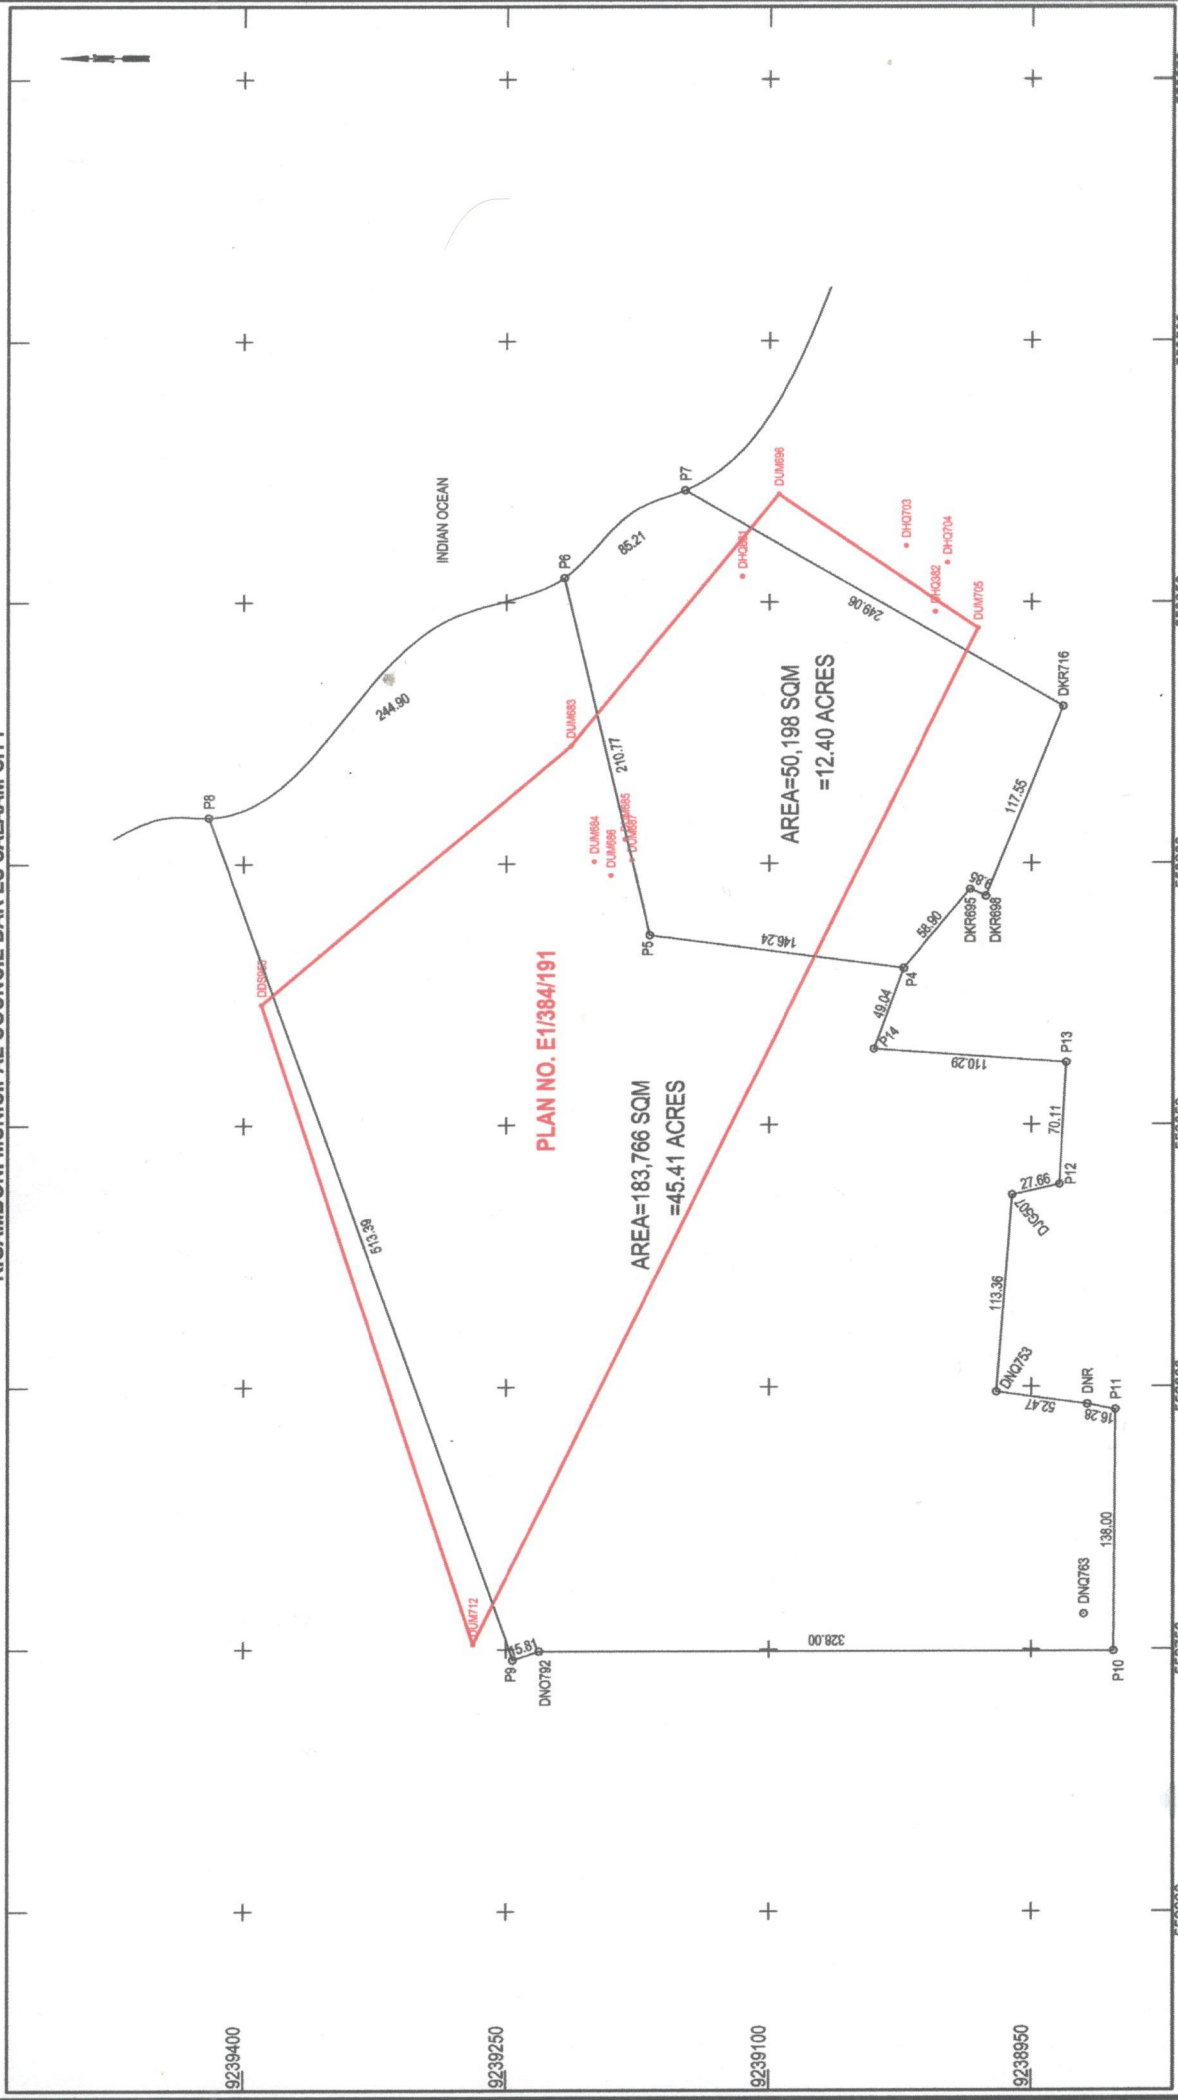 INDIAN OCEAN
P8
244.90
P6
85.21
P7
DUM696
DHQ703
DHQ704
DHQ382
DUM705
249.06
DUM683
210.77
DUM684
DUM686
DUM685
DUM687
AREA=50,198 SQM
=12.40 ACRES
DKR716
117.55
9.85
DKR695
DKR698
58.90
P5
146.24
P4
49.04
P14
110.29
P13
PLAN NO. E1/384/191
AREA=183,766 SQM
=45.41 ACRES
513.39
70.11
P12
27.99
DJG507
113.36
DNQ753
52.47
DNR
16.28
P11
138.00
DNQ763
P10
328.00
DUM712
P9
15.81
DNO792
9239400
9239250
9239100
9238950